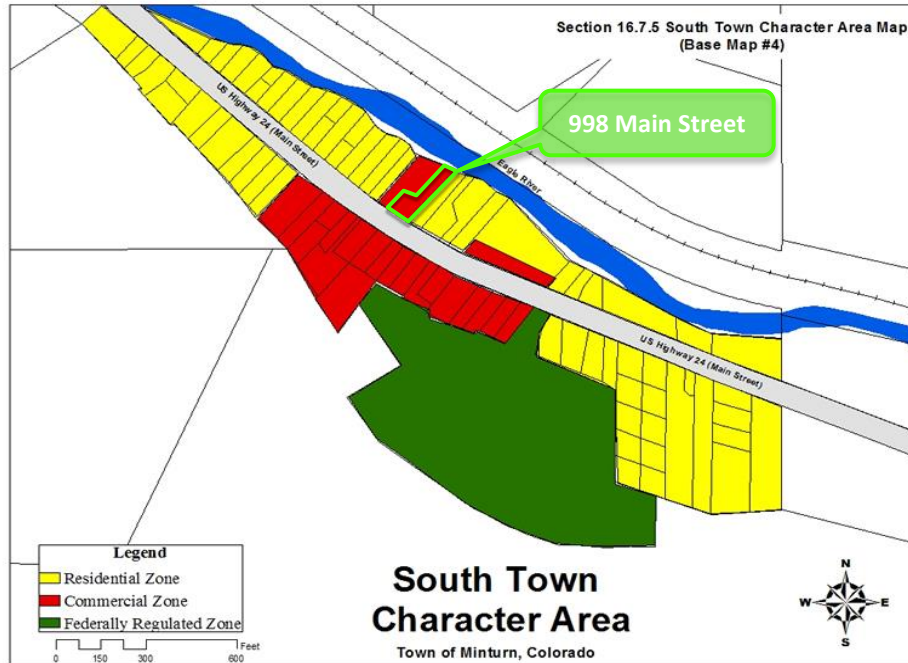 Section 16.7.5 South Town Character Area Map
(Base Map #4)
998 Main Street
US Highway 24 (Main Street)
Eagle River
US Highway 24 (Main Street)
Legend
Residential Zone
Commercial Zone
Federally Regulated Zone
Feet
0 150 300 600
South Town
Character Area
Town of Minturn, Colorado
N
W E
S